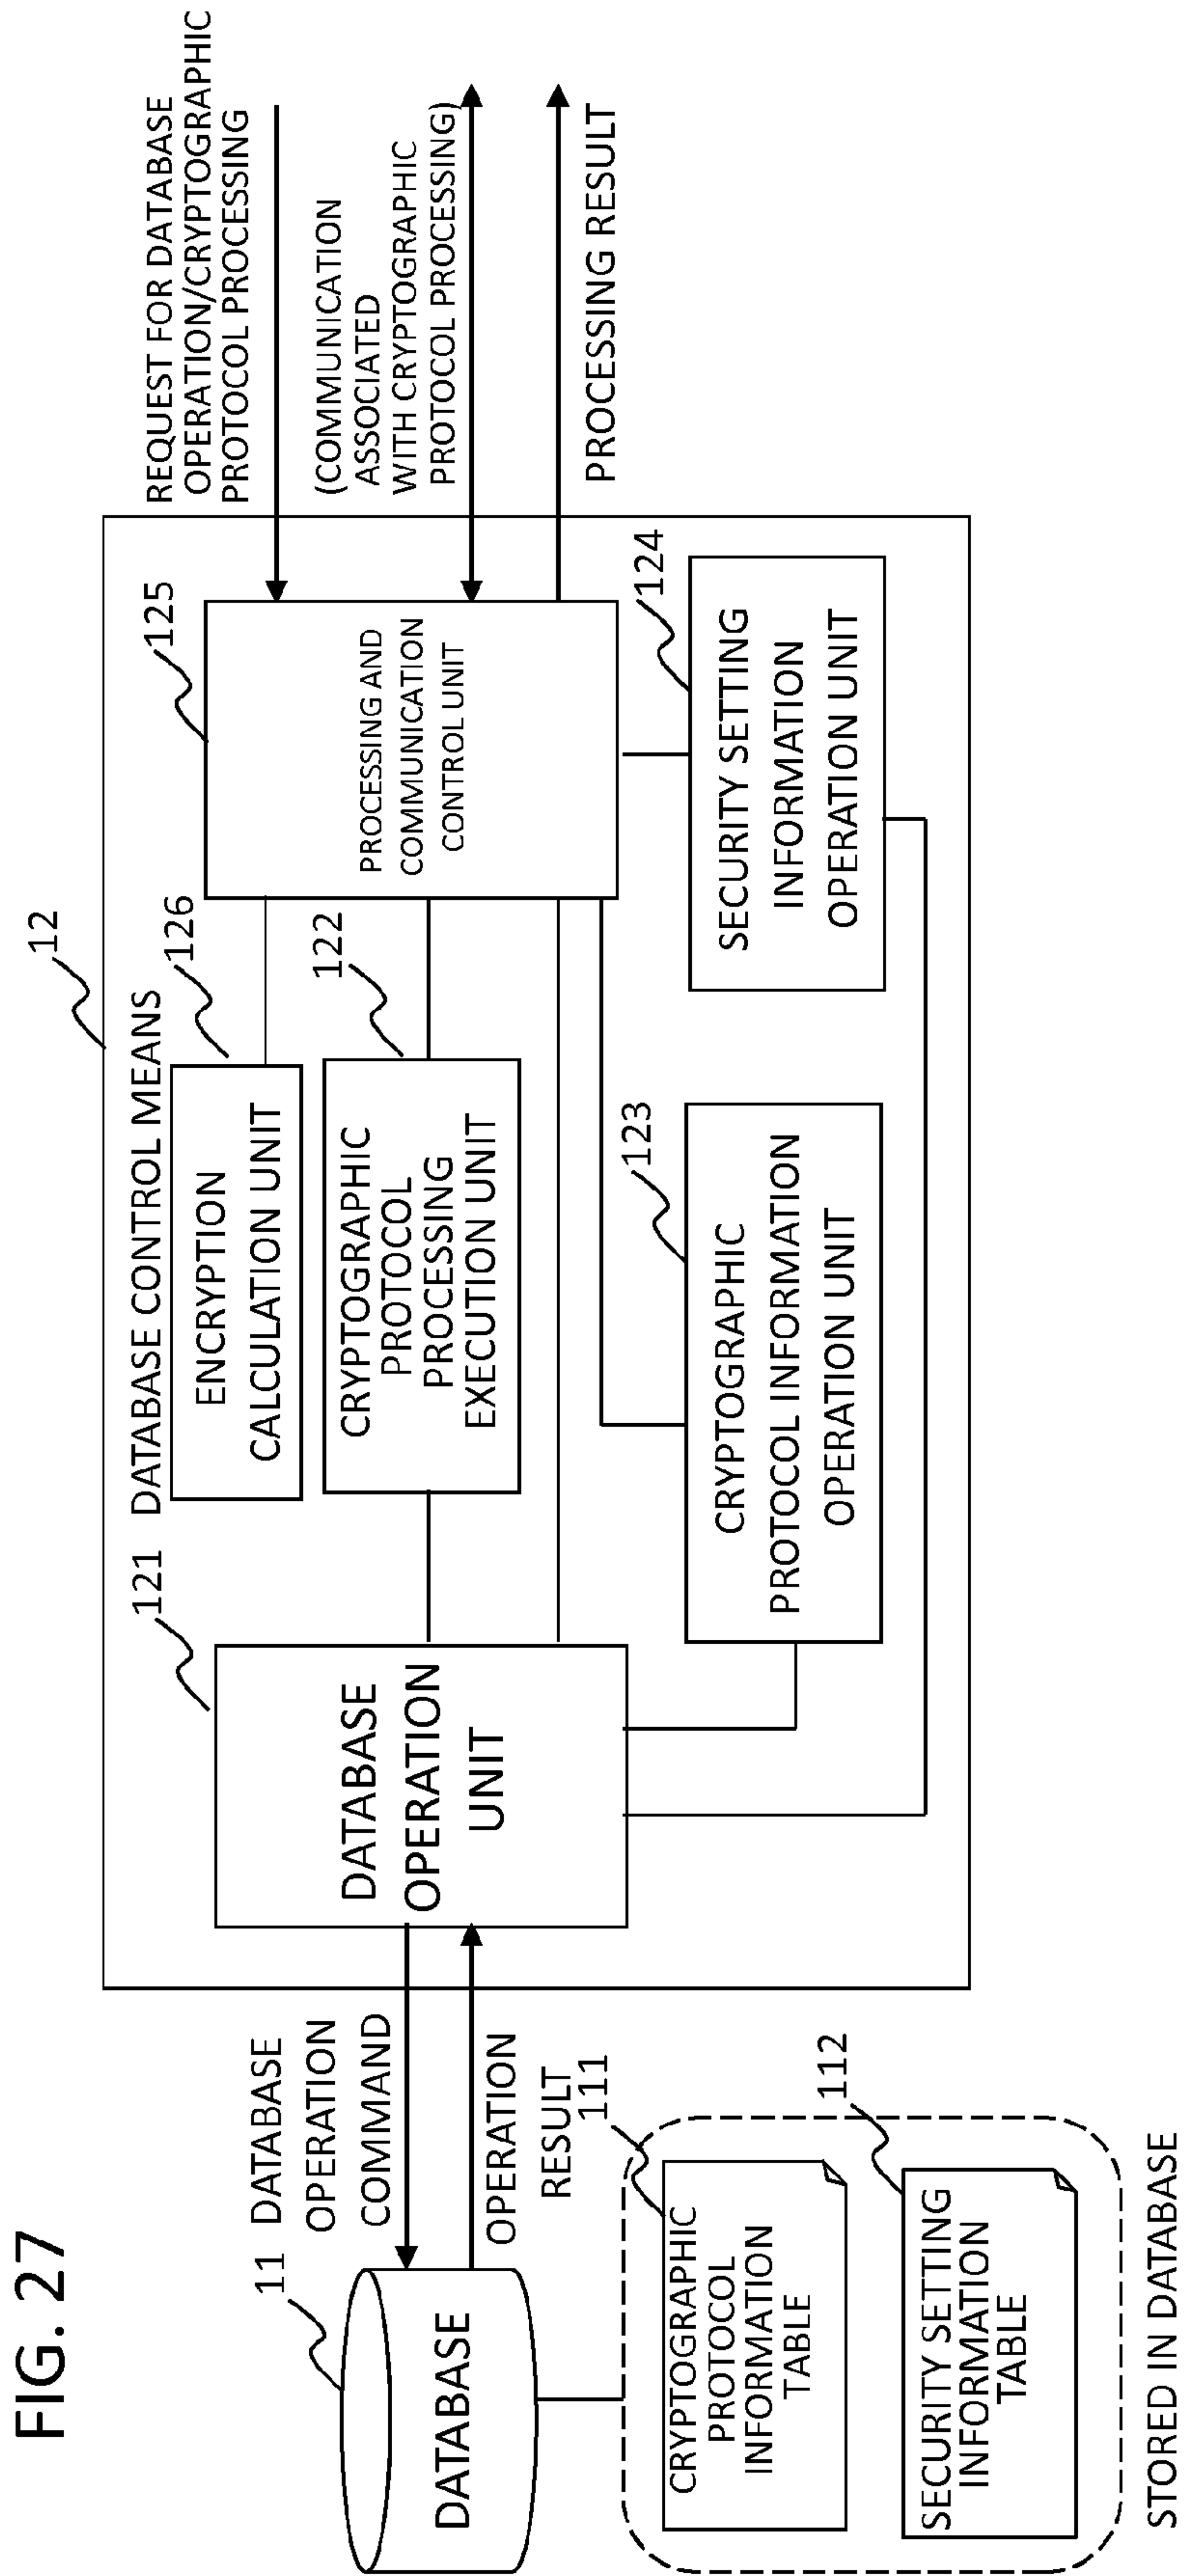 FIG. 27
11
DATABASE
DATABASE
OPERATION
COMMAND
OPERATION
RESULT
111
CRYPTOGRAPHIC
PROTOCOL
INFORMATION
TABLE
112
SECURITY SETTING
INFORMATION
TABLE
STORED IN DATABASE
12
DATABASE CONTROL MEANS
121
DATABASE
OPERATION
UNIT
126
ENCRYPTION
CALCULATION UNIT
122
CRYPTOGRAPHIC
PROTOCOL
PROCESSING
EXECUTION UNIT
123
CRYPTOGRAPHIC
PROTOCOL INFORMATION
OPERATION UNIT
125
PROCESSING AND
COMMUNICATION
CONTROL UNIT
124
SECURITY SETTING
INFORMATION
OPERATION UNIT
REQUEST FOR DATABASE
OPERATION/CRYPTOGRAPHIC
PROTOCOL PROCESSING
(COMMUNICATION
ASSOCIATED
WITH CRYPTOGRAPHIC
PROTOCOL PROCESSING)
PROCESSING RESULT